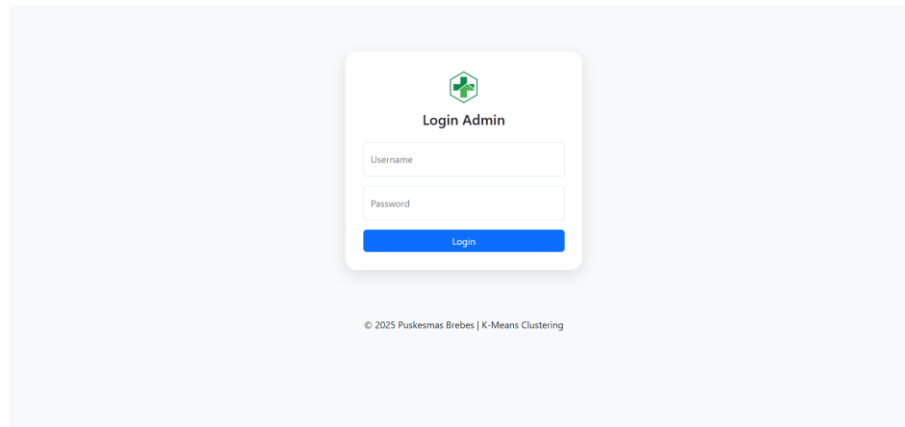 Login Admin
Username
Password
Login
© 2025 Puskesmas Brebes | K-Means Clustering